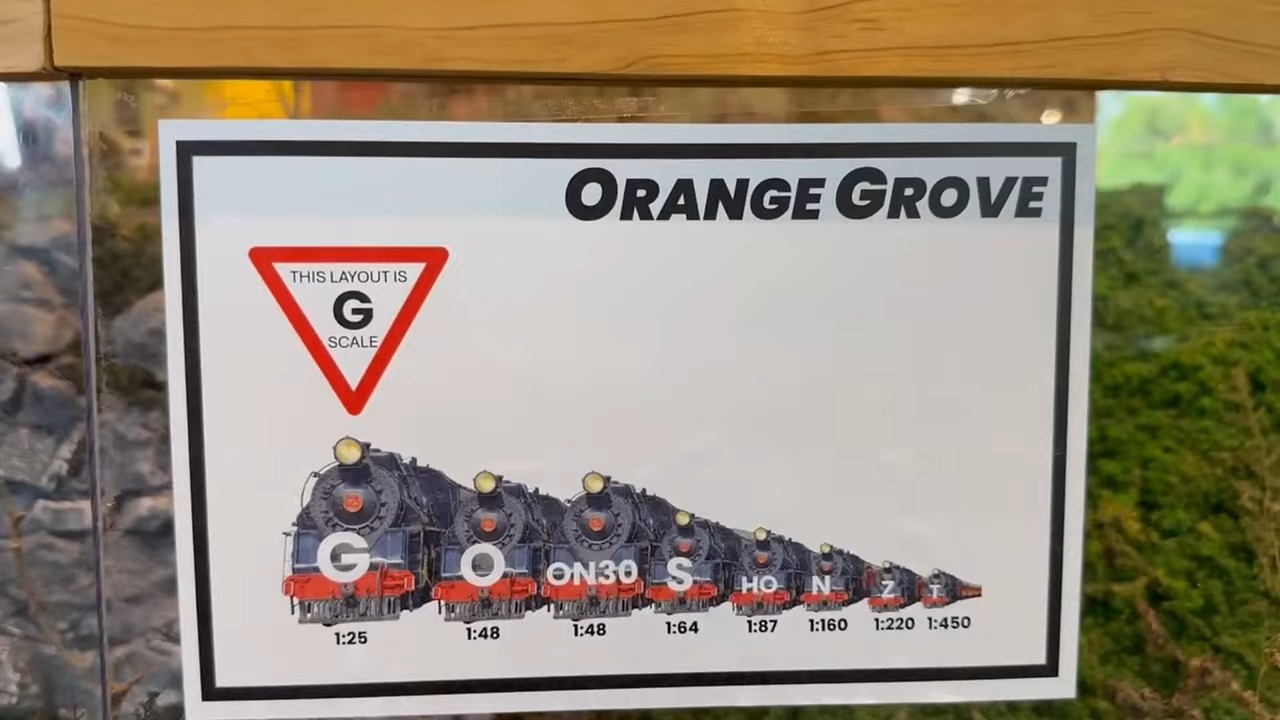 ORANGE GROVE
THIS LAYOUT IS
G
SCALE
G O ON30 S HO N Z T
1:25 1:48 1:48 1:64 1:87 1:160 1:220 1:450